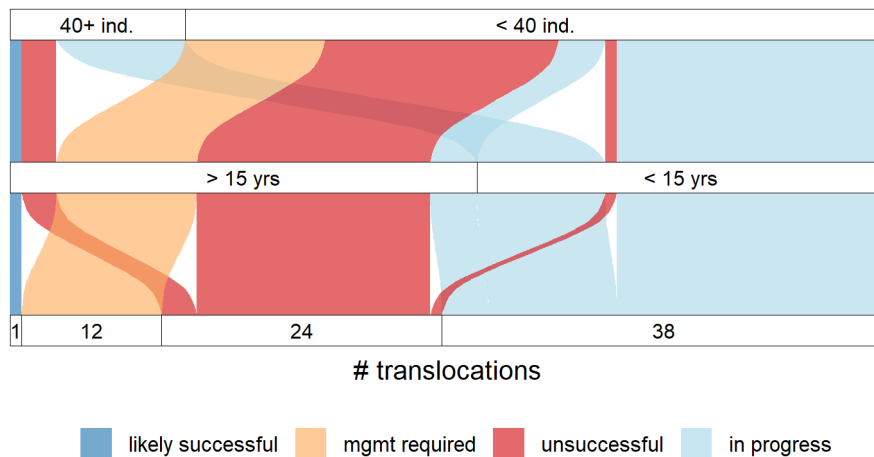 40+ ind. < 40 ind.
> 15 yrs < 15 yrs
1 12 24 38
# translocations
likely successful mgmt required unsuccessful in progress